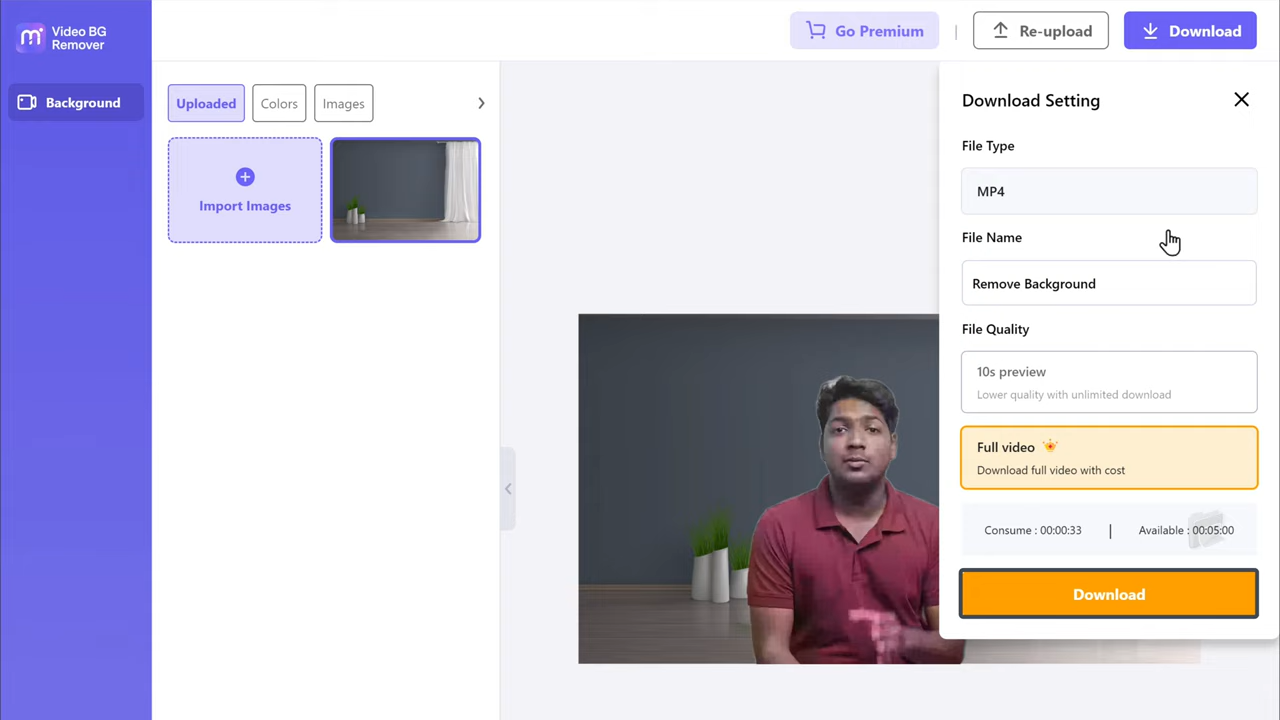 Video BG
Remover
Background
Go Premium
Re-upload
Download
Uploaded
Colors
Images
Import Images
Download Setting
File Type
MP4
File Name
Remove Background
File Quality
10s preview
Lower quality with unlimited download
Full video
Download full video with cost
Consume : 00:00:33 | Available : 00:05:00
Download